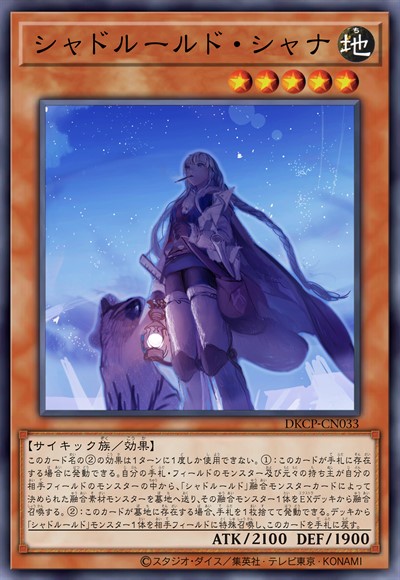 シャドルールド・シャナ
地
DKCP-CN033
【サイキック族／効果】
このカード名の②の効果は1ターンに1度しか使用できない。①：このカードが手札に存在
する場合に発動できる。自分の手札・フィールドのモンスター及び元々の持ち主が自分の
相手フィールドのモンスターの中から、「シャドルールド」融合モンスターカードによって
決められた融合素材モンスターを墓地へ送り、その融合モンスター1体をEXデッキから融合
召喚する。②：このカードが墓地に存在する場合、手札を1枚捨てて発動できる。デッキから
「シャドルールド」モンスター1体を相手フィールドに特殊召喚し、このカードを手札に戻す。
ATK/2100 DEF/1900
©スタジオ・ダイス／集英社・テレビ東京・KONAMI